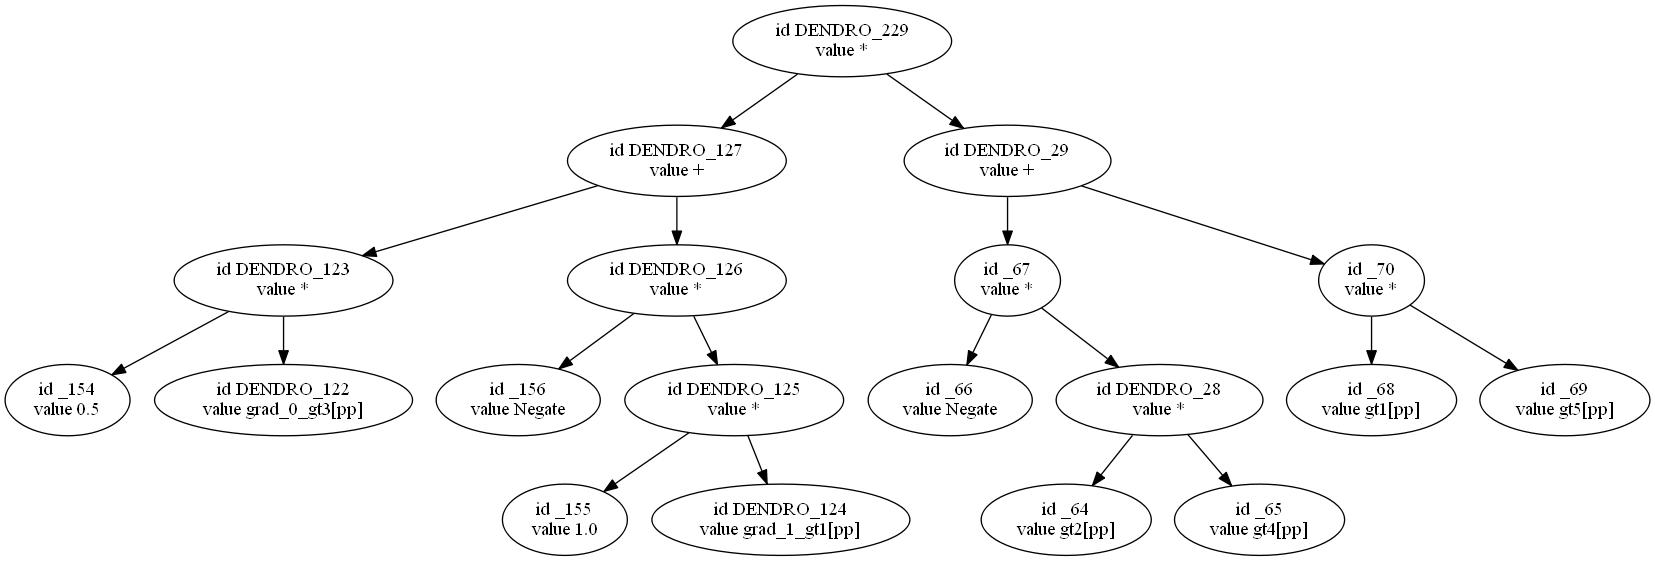 id DENDRO_229
value *
id DENDRO_127
value +
id DENDRO_29
value +
id DENDRO_123
value *
id DENDRO_126
value *
id _67
value *
id _70
value *
id _154
value 0.5
id DENDRO_122
value grad_0_gt3[pp]
id _156
value Negate
id DENDRO_125
value *
id _66
value Negate
id DENDRO_28
value *
id _68
value gt1[pp]
id _69
value gt5[pp]
id _155
value 1.0
id DENDRO_124
value grad_1_gt1[pp]
id _64
value gt2[pp]
id _65
value gt4[pp]